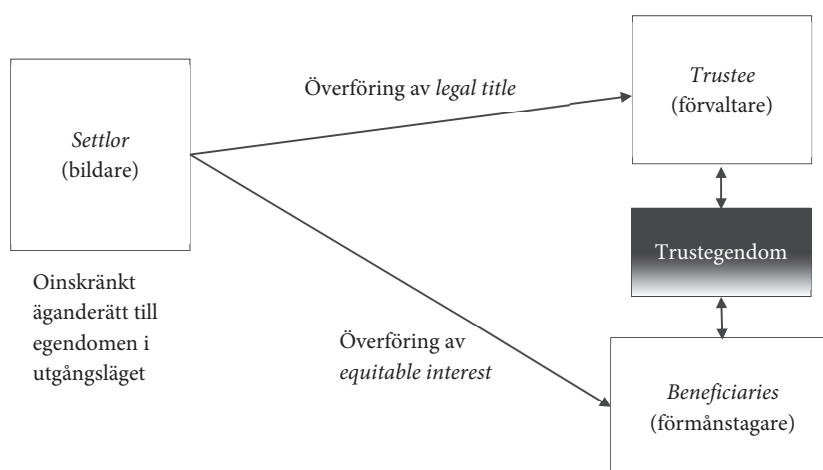 Överföring av legal title
Trustee
(förvaltare)
Settlor
(bildare)
Trustegendom
Oinskränkt
äganderätt till
egendomen i
utgångsläget
Överföring av
equitable interest
Beneficiaries
(förmånstagare)